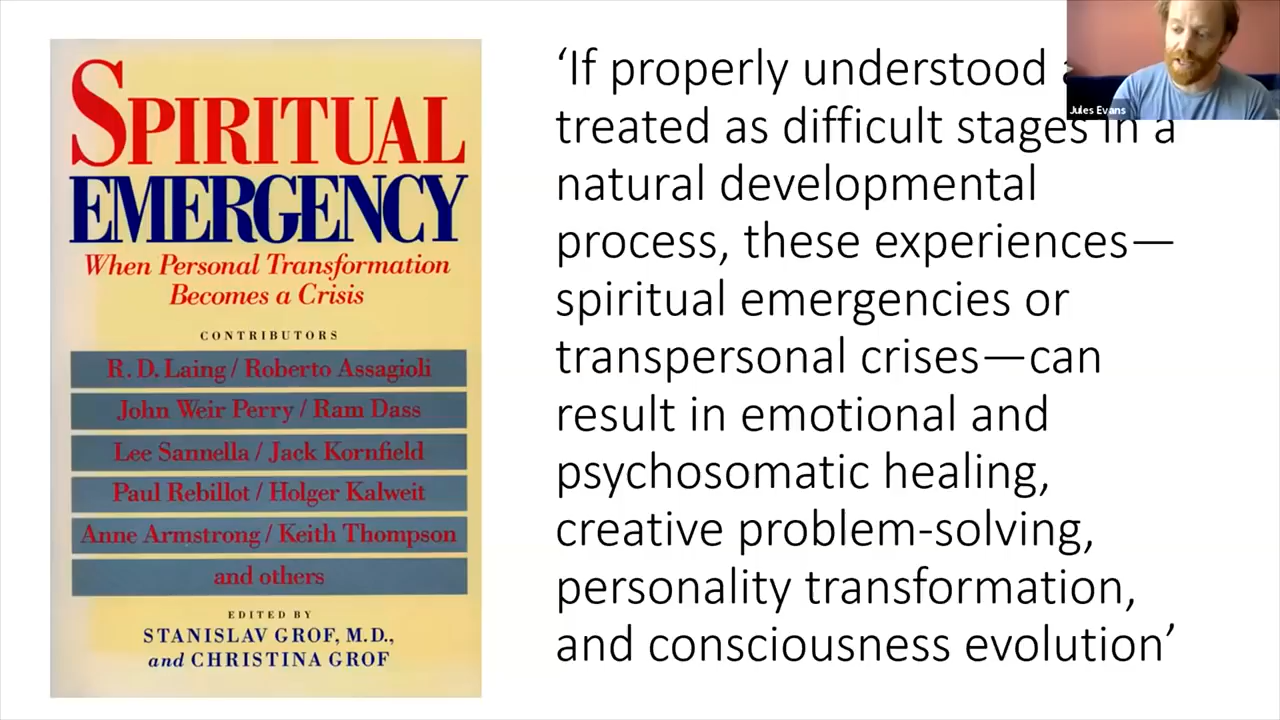 SPIRITUAL
EMERGENCY
When Personal Transformation
Becomes a Crisis
CONTRIBUTORS
R. D. Laing / Roberto Assagioli
John Weir Perry / Ram Dass
Lee Sannella / Jack Kornfield
Paul Rebillot / Holger Kalweit
Anne Armstrong / Keith Thompson
and others
EDITED BY
STANISLAV GROF, M.D.,
and CHRISTINA GROF
‘If properly understood
treated as difficult stages in a
natural developmental
process, these experiences—
spiritual emergencies or
transpersonal crises—can
result in emotional and
psychosomatic healing,
creative problem-solving,
personality transformation,
and consciousness evolution’
Jules Evans